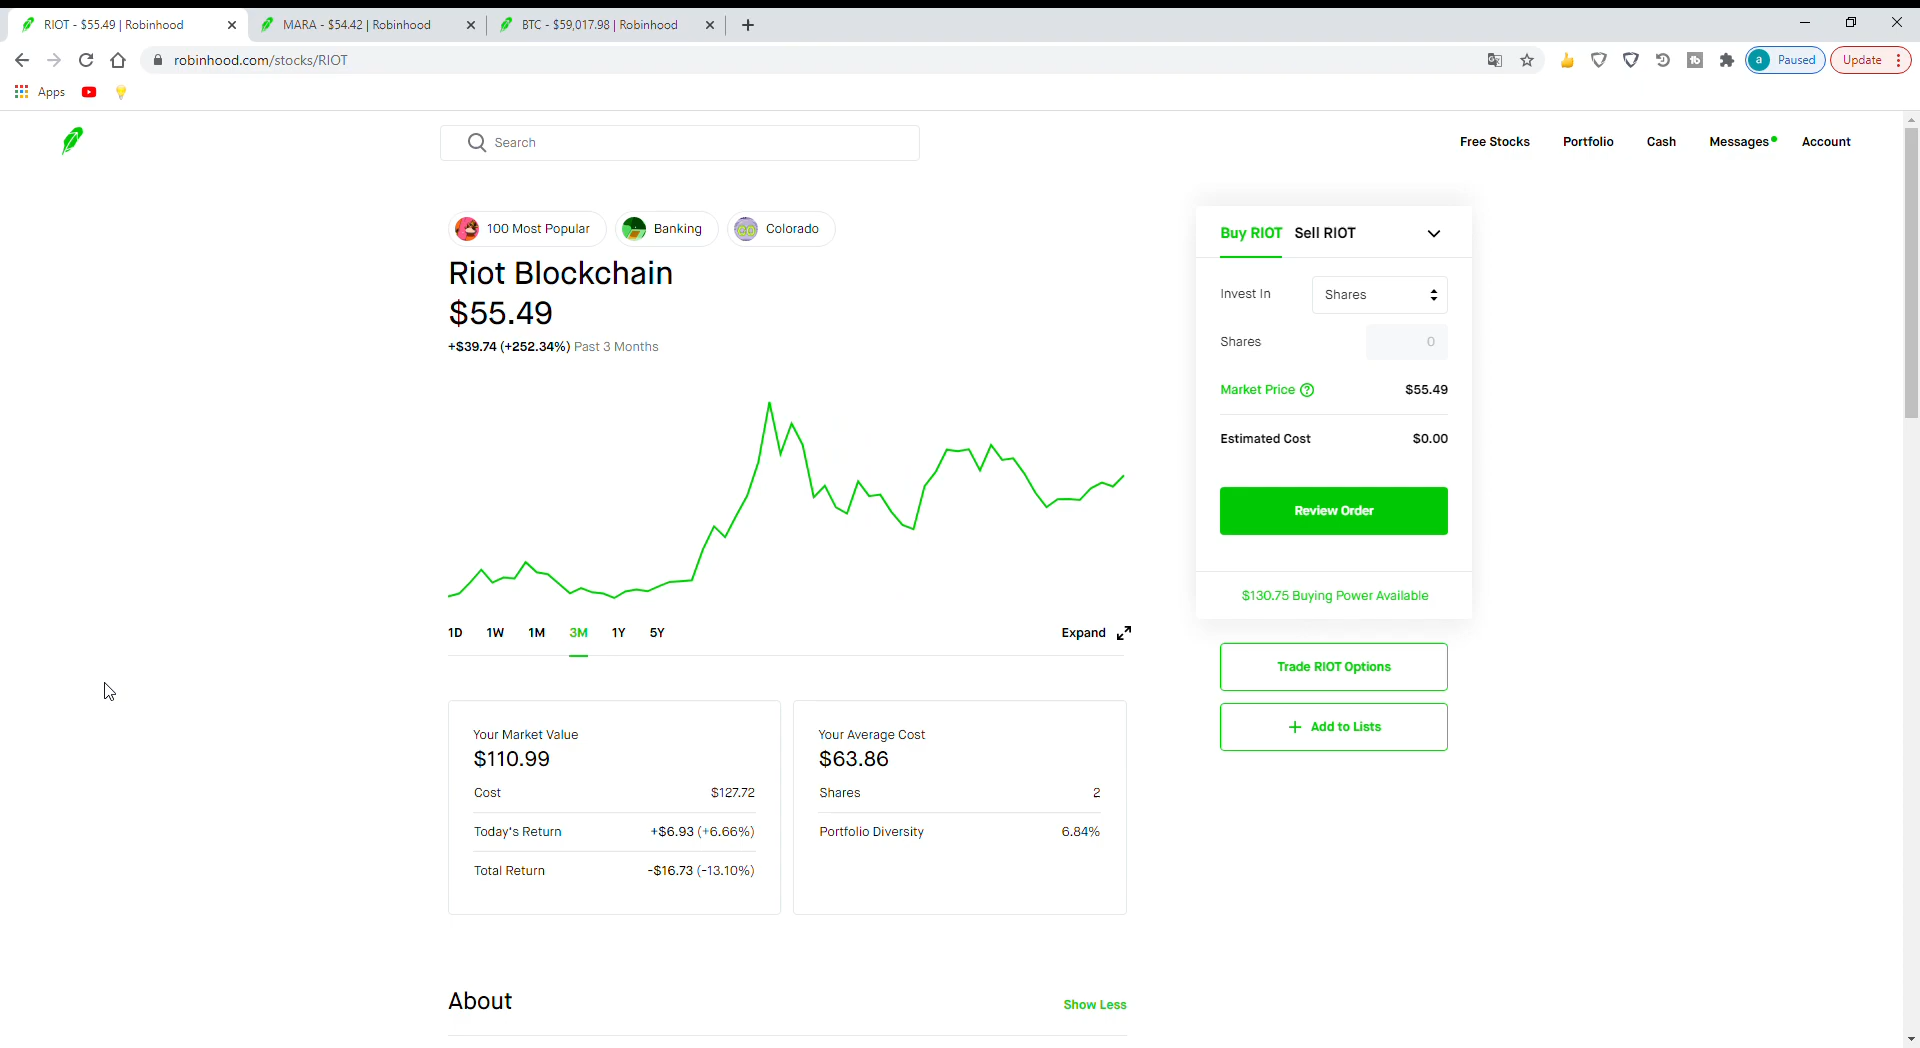 RIOT - $55.49 | Robinhood
MARA - $54.42 | Robinhood
BTC - $59,017.98 | Robinhood
robinhood.com/stocks/RIOT
a Paused
Update
Apps
Search
Free Stocks
Portfolio
Cash
Messages
Account
100 Most Popular
Banking
Colorado
Riot Blockchain
$55.49
+$39.74 (+252.34%) Past 3 Months
1D 1W 1M 3M 1Y 5Y
Expand
Your Market Value
$110.99
Cost $127.72
Today's Return +$6.93 (+6.66%)
Total Return -$16.73 (-13.10%)
Your Average Cost
$63.86
Shares 2
Portfolio Diversity 6.84%
About
Show Less
Buy RIOT Sell RIOT
Invest In Shares
Shares 0
Market Price ? $55.49
Estimated Cost $0.00
Review Order
$130.75 Buying Power Available
Trade RIOT Options
+ Add to Lists